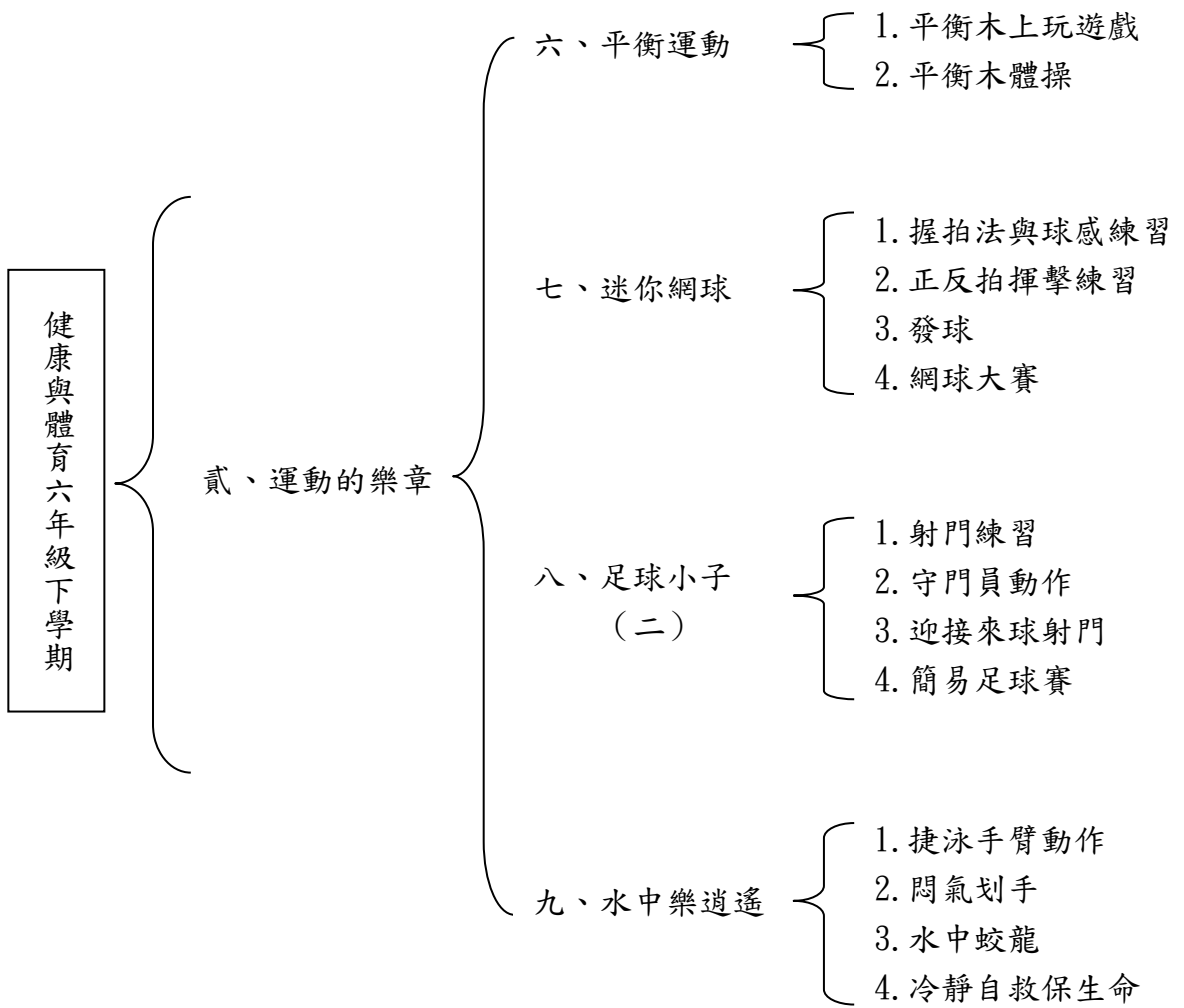 健康與體育六年級下學期
貳、運動的樂章
六、平衡運動
1.平衡木上玩遊戲
2.平衡木體操
七、迷你網球
1.握拍法與球感練習
2.正反拍揮擊練習
3.發球
4.網球大賽
八、足球小子
（二）
1.射門練習
2.守門員動作
3.迎接來球射門
4.簡易足球賽
九、水中樂逍遙
1.捷泳手臂動作
2.悶氣划手
3.水中蛟龍
4.冷靜自救保生命